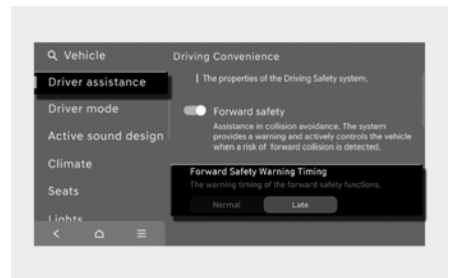 Vehicle
Driving Convenience
Driver assistance
The properties of the Driving Safety system.
Driver mode
Forward safety
Active sound design
Assistance in collision avoidance. The system
provides a warning and actively controls the vehicle
when a risk of forward collision is detected.
Climate
Forward Safety Warning Timing
The warning timing of the forward safety functions.
Seats
Normal
Late
Lights